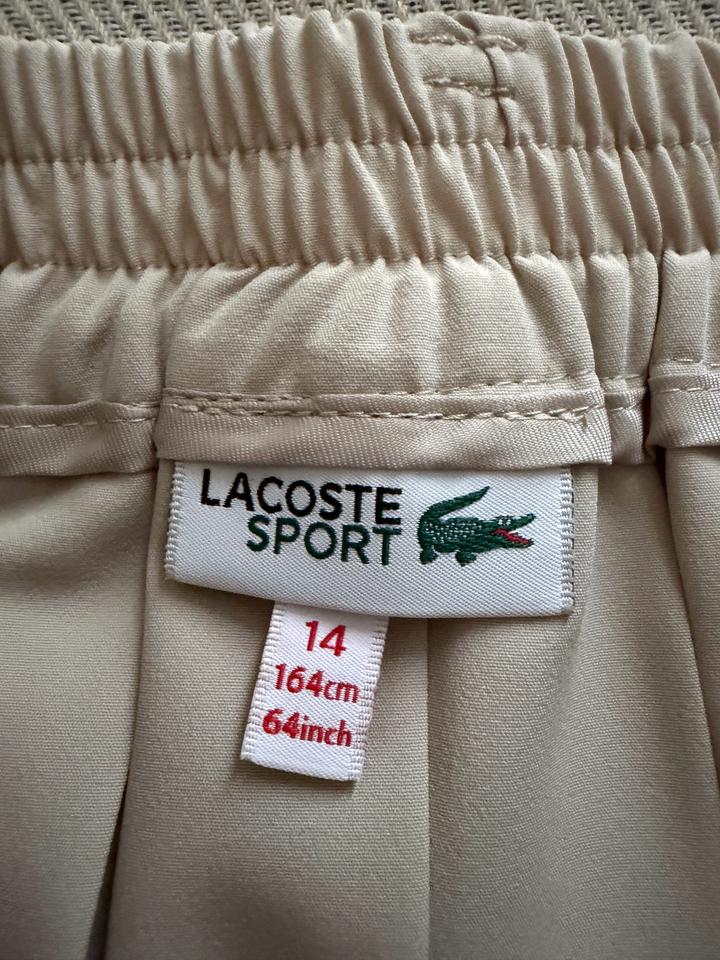 LACOSTE
SPORT
14
164cm
64inch